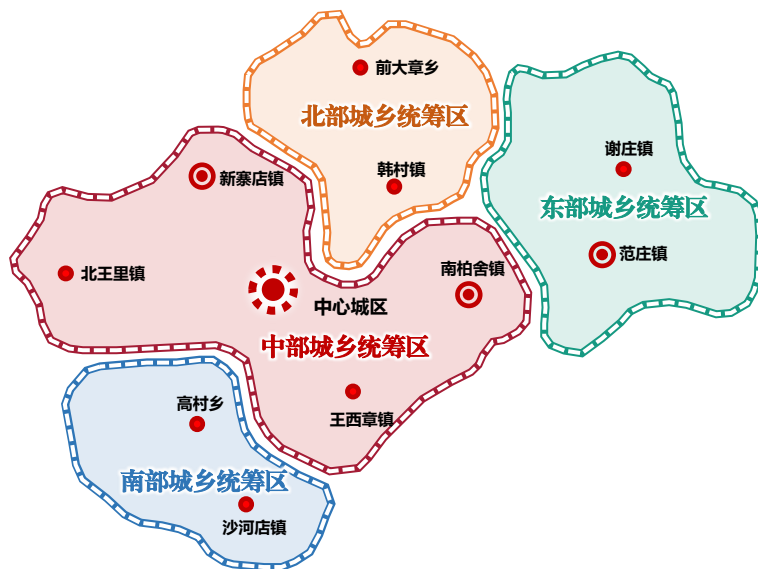 前大章乡
北部城乡统筹区
韩村镇
谢庄镇
东部城乡统筹区
范庄镇
新寨店镇
北王里镇
南柏舍镇
中心城区
中部城乡统筹区
王西章镇
高村乡
南部城乡统筹区
沙河店镇